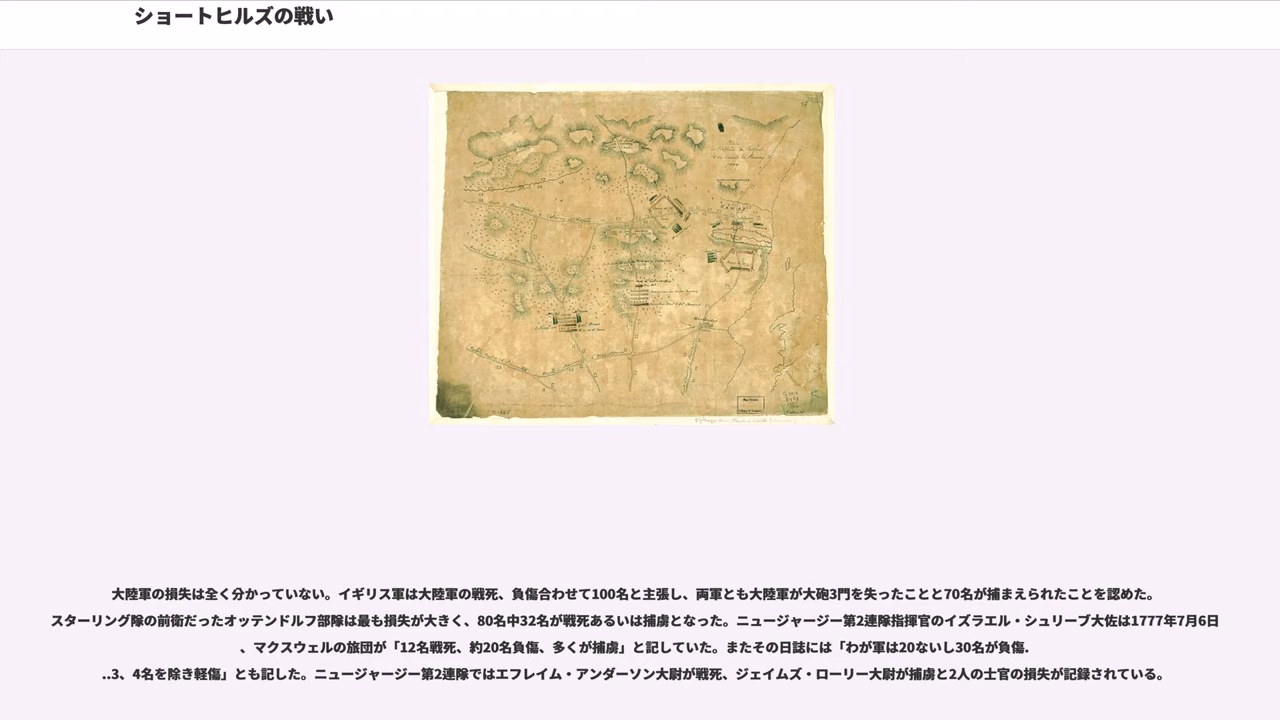 ショートヒルズの戦い
大陸軍の損失は全く分かっていない。イギリス軍は大陸軍の戦死、負傷合わせて100名と主張し、両軍とも大陸軍が大砲3門を失ったことと70名が捕まえられたことを認めた。
スターリング隊の前衛だったオッテンドルフ部隊は最も損失が大きく、80名中32名が戦死あるいは捕虜となった。ニュージャージー第2連隊指揮官のイズラエル・シュリーブ大佐は1777年7月6日
、マクスウェルの旅団が「12名戦死、約20名負傷、多くが捕虜」と記していた。またその日誌には「わが軍は20ないし30名が負傷.
..3、4名を除き軽傷」とも記した。ニュージャージー第2連隊ではエフレイム・アンダーソン大尉が戦死、ジェイムズ・ローリー大尉が捕虜と2人の士官の損失が記録されている。